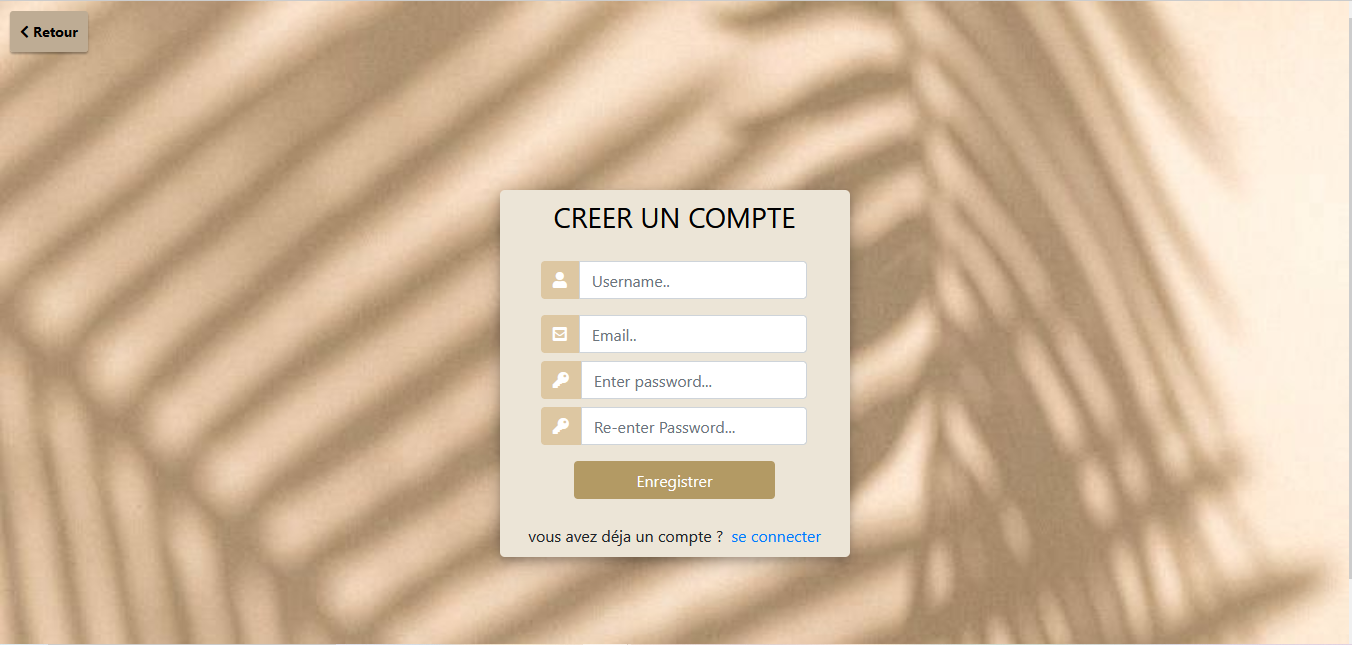 Retour
CREER UN COMPTE
Username..
Email..
Enter password...
Re-enter Password...
Enregistrer
vous avez déja un compte ? se connecter